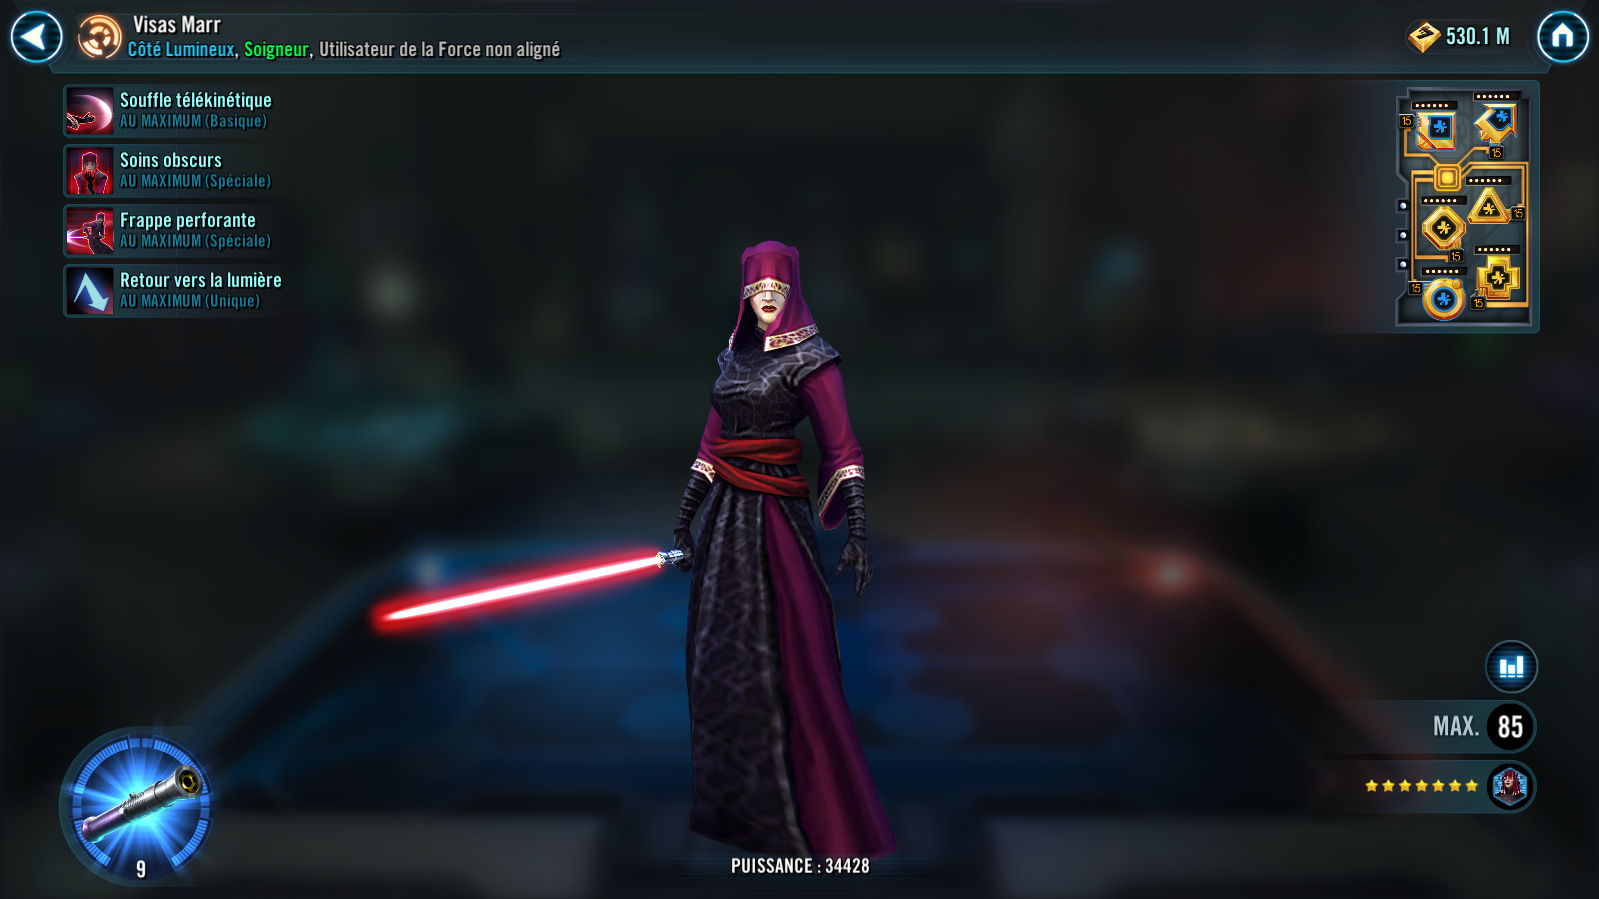 Visas Marr
Côté Lumineux, Soigneur, Utilisateur de la Force non aligné
530.1 M
Souffle télékinétique
AU MAXIMUM (Basique)
Soins obscurs
AU MAXIMUM (Spéciale)
Frappe perforante
AU MAXIMUM (Spéciale)
Retour vers la lumière
AU MAXIMUM (Unique)
15
15
15
15
15
15
MAX. 85
9
PUISSANCE : 34428